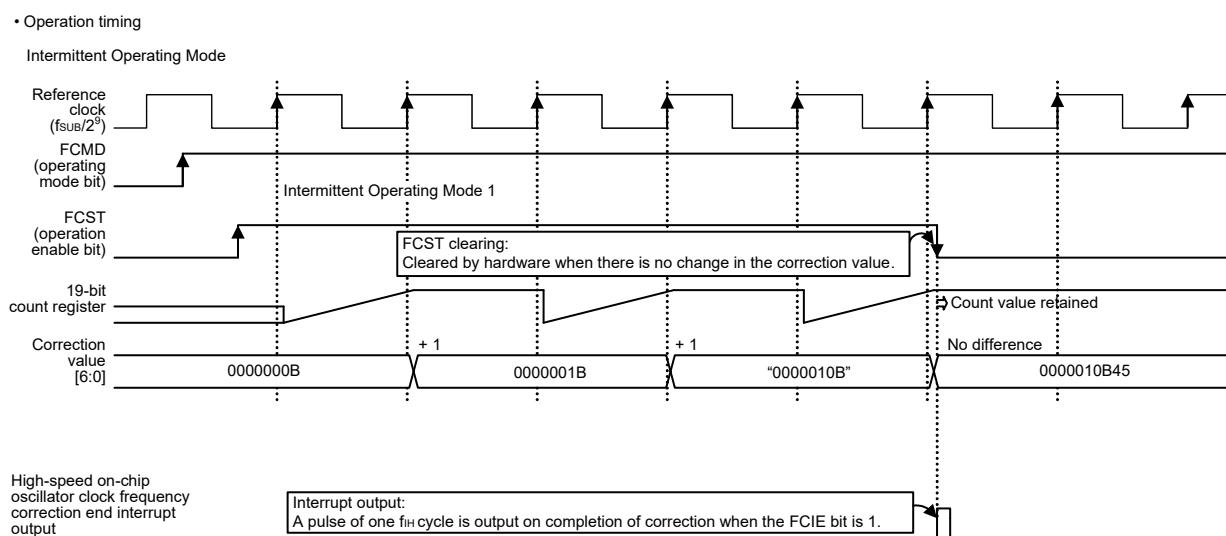 • Operation timing
Intermittent Operating Mode
Reference
clock
(fSUB/2⁹)
FCMD
(operating
mode bit)
Intermittent Operating Mode 1
FCST
(operation
enable bit)
FCST clearing:
Cleared by hardware when there is no change in the correction value.
19-bit
count register
Count value retained
Correction
value
[6:0]
+ 1
+ 1
No difference
0000000B
0000001B
“0000010B”
0000010B45
High-speed on-chip
oscillator clock frequency
correction end interrupt
output
Interrupt output:
A pulse of one fIH cycle is output on completion of correction when the FCIE bit is 1.